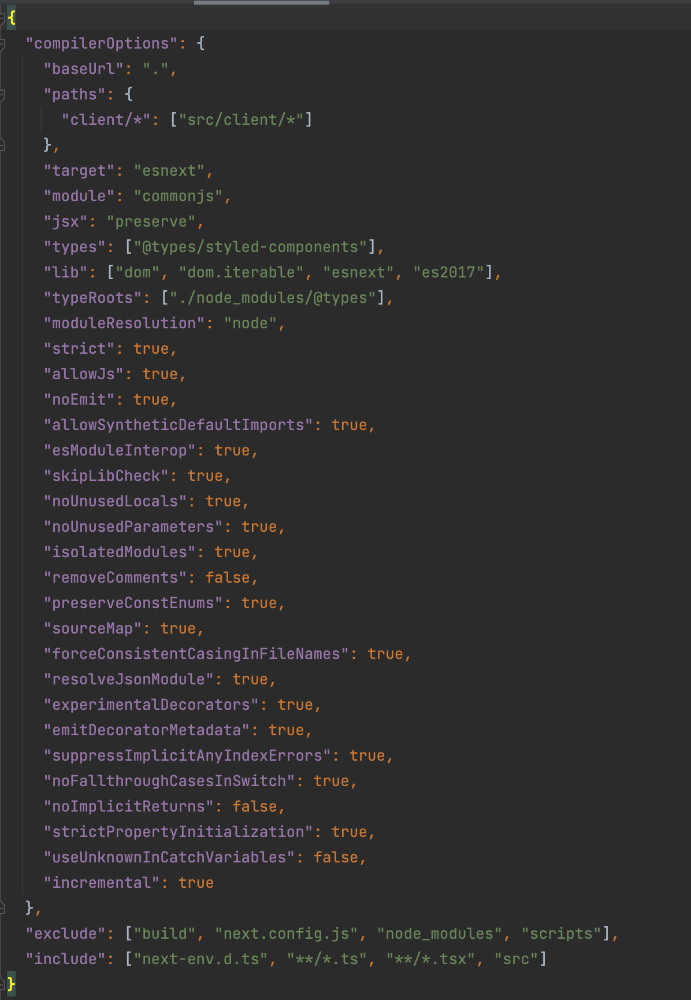 {
"compilerOptions": {
"baseUrl": ".",
"paths": {
"client/*": ["src/client/*"]
},
"target": "esnext",
"module": "commonjs",
"jsx": "preserve",
"types": ["@types/styled-components"],
"lib": ["dom", "dom.iterable", "esnext", "es2017"],
"typeRoots": ["./node_modules/@types"],
"moduleResolution": "node",
"strict": true,
"allowJs": true,
"noEmit": true,
"allowSyntheticDefaultImports": true,
"esModuleInterop": true,
"skipLibCheck": true,
"noUnusedLocals": true,
"noUnusedParameters": true,
"isolatedModules": true,
"removeComments": false,
"preserveConstEnums": true,
"sourceMap": true,
"forceConsistentCasingInFileNames": true,
"resolveJsonModule": true,
"experimentalDecorators": true,
"emitDecoratorMetadata": true,
"suppressImplicitAnyIndexErrors": true,
"noFallthroughCasesInSwitch": true,
"noImplicitReturns": false,
"strictPropertyInitialization": true,
"useUnknownInCatchVariables": false,
"incremental": true
},
"exclude": ["build", "next.config.js", "node_modules", "scripts"],
"include": ["next-env.d.ts", "**/*.ts", "**/*.tsx", "src"]
}